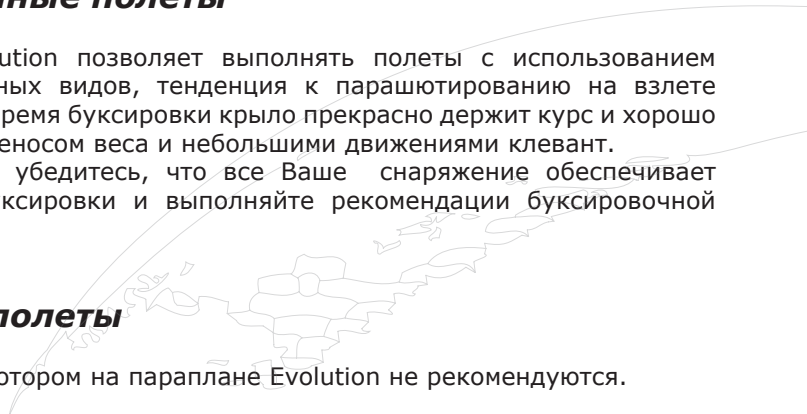 ные полеты
ution позволяет выполнять полеты с использованием
ных видов, тенденция к парашютированию на взлете
ремя буксировки крыло прекрасно держит курс и хорошо
еносом веса и небольшими движениями клевант.
убедитесь, что все Ваше снаряжение обеспечивает
ксировки и выполняйте рекомендации буксировочной
полеты
отором на параплане Evolution не рекомендуются.